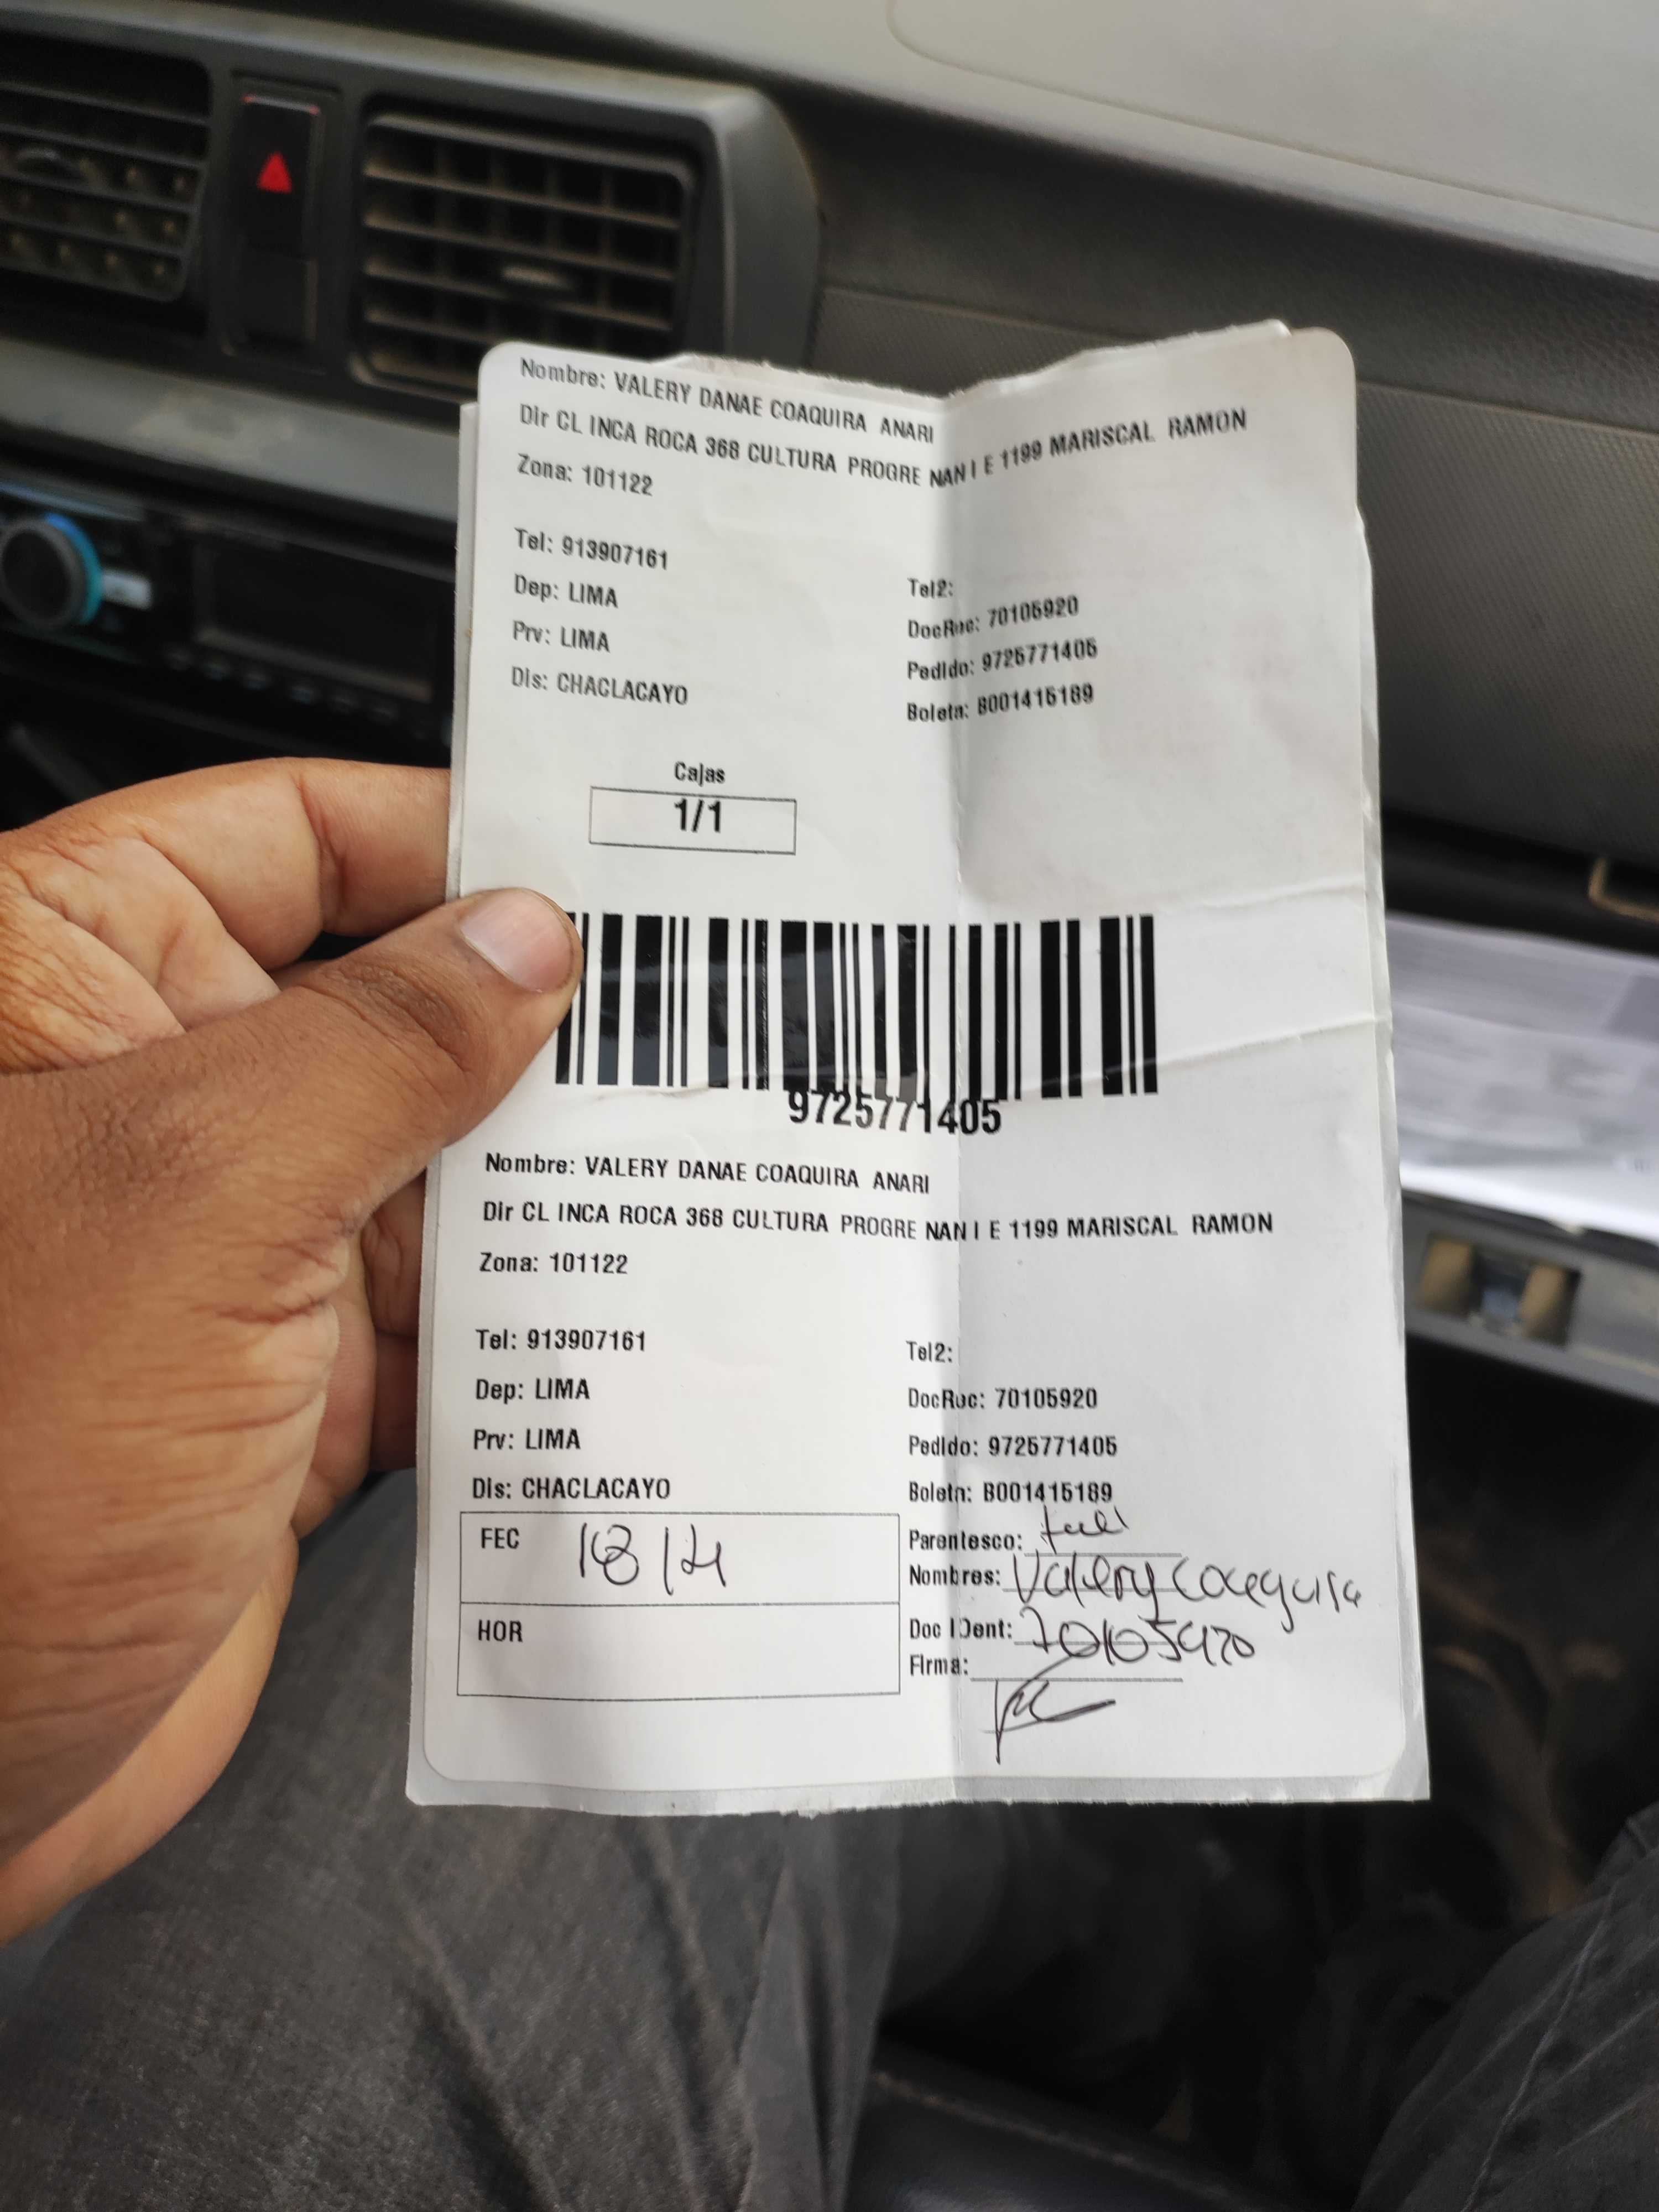 Nombre: VALERY DANAE COAQUIRA ANARI
Dir CL INCA ROCA 368 CULTURA PROGRE NAN I E 1199 MARISCAL RAMON
Zona: 101122
Tel: 913907161
Tel2:
Dep: LIMA
DocRec: 70105920
Prv: LIMA
Pedido: 9725771405
Dis: CHACLACAYO
Boleta: B001415189
Cajas
1/1
9725771405
Nombre: VALERY DANAE COAQUIRA ANARI
Dir CL INCA ROCA 368 CULTURA PROGRE NAN I E 1199 MARISCAL RAMON
Zona: 101122
Tel: 913907161
Tel2:
Dep: LIMA
DocRec: 70105920
Prv: LIMA
Pedido: 9725771405
Dis: CHACLACAYO
Boleta: B001415189
FEC 18/4
Parentesco:
Nombres: Valery Coaquira
HOR
Doc IDent: 70105920
Firma: